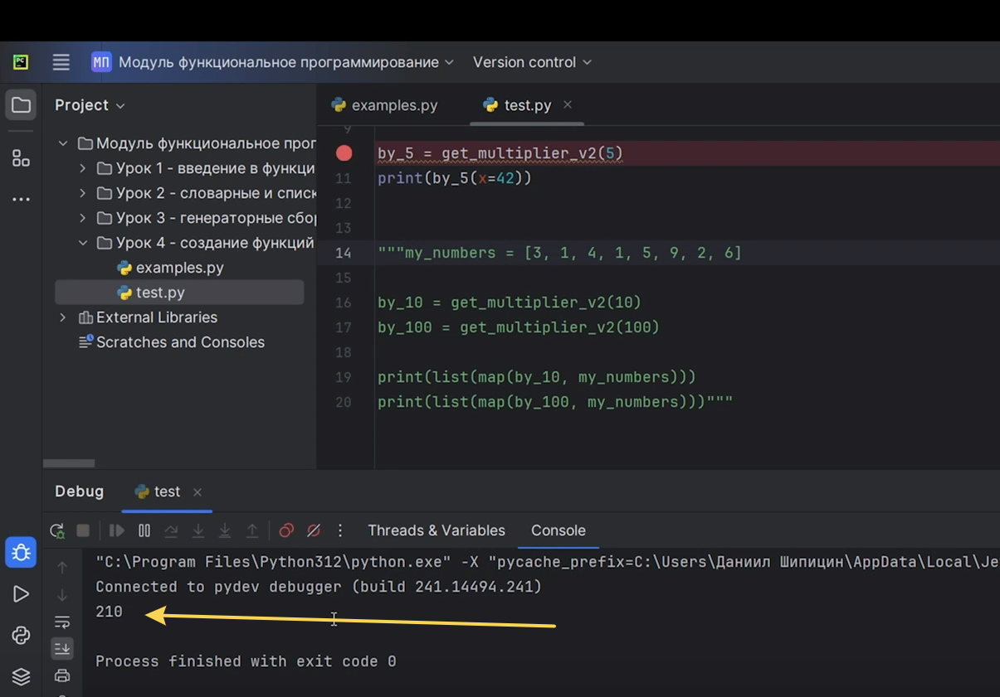 PC
МП Модуль функциональное программирование Version control
Project
examples.py
test.py
Модуль функциональное прог
Урок 1 - введение в функци
Урок 2 - словарные и списк
Урок 3 - генераторные сбор
Урок 4 - создание функций
examples.py
test.py
External Libraries
Scratches and Consoles
9
by_5 = get_multiplier_v2(5)
11 print(by_5(x=42))
12
13
14 """my_numbers = [3, 1, 4, 1, 5, 9, 2, 6]
15
16 by_10 = get_multiplier_v2(10)
17 by_100 = get_multiplier_v2(100)
18
19 print(list(map(by_10, my_numbers)))
20 print(list(map(by_100, my_numbers)))"""
Debug test
Threads & Variables Console
"C:\Program Files\Python312\python.exe" -X "pycache_prefix=C:\Users\Даниил Шипицин\AppData\Local\Je
Connected to pydev debugger (build 241.14494.241)
210
Process finished with exit code 0